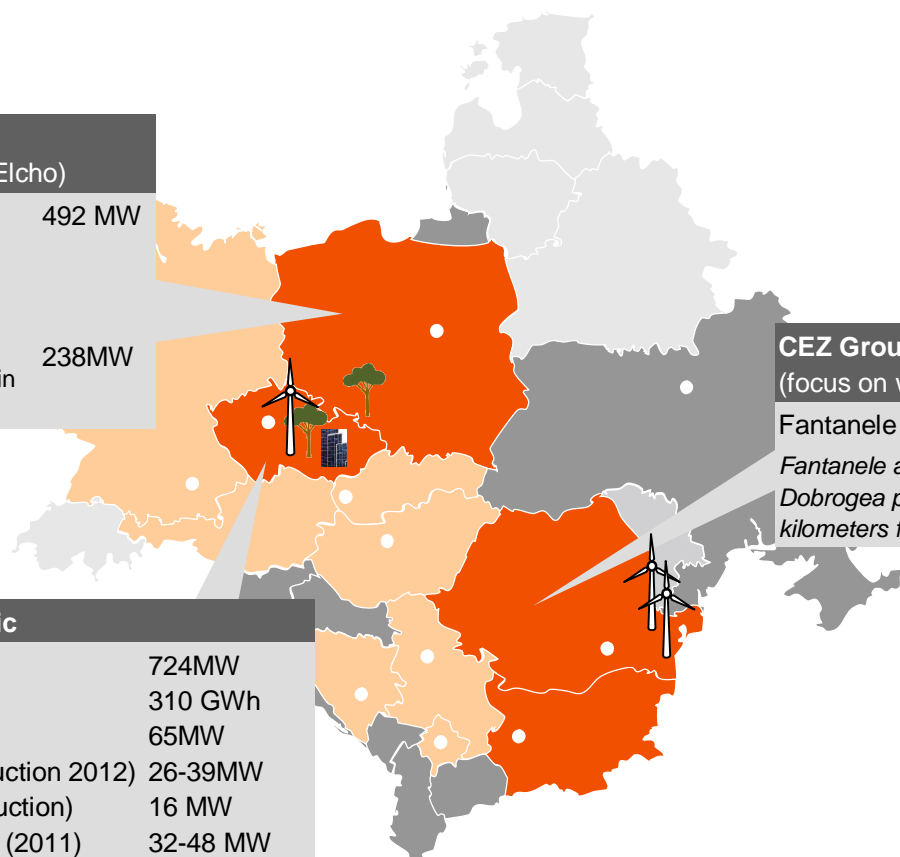 Elcho)
492 MW
238MW
in
CEZ Grou
(focus on w
Fantanele
Fantanele a
Dobrogea p
kilometers f
ic
724MW
310 GWh
65MW
uction 2012) 26-39MW
uction) 16 MW
(2011) 32-48 MW